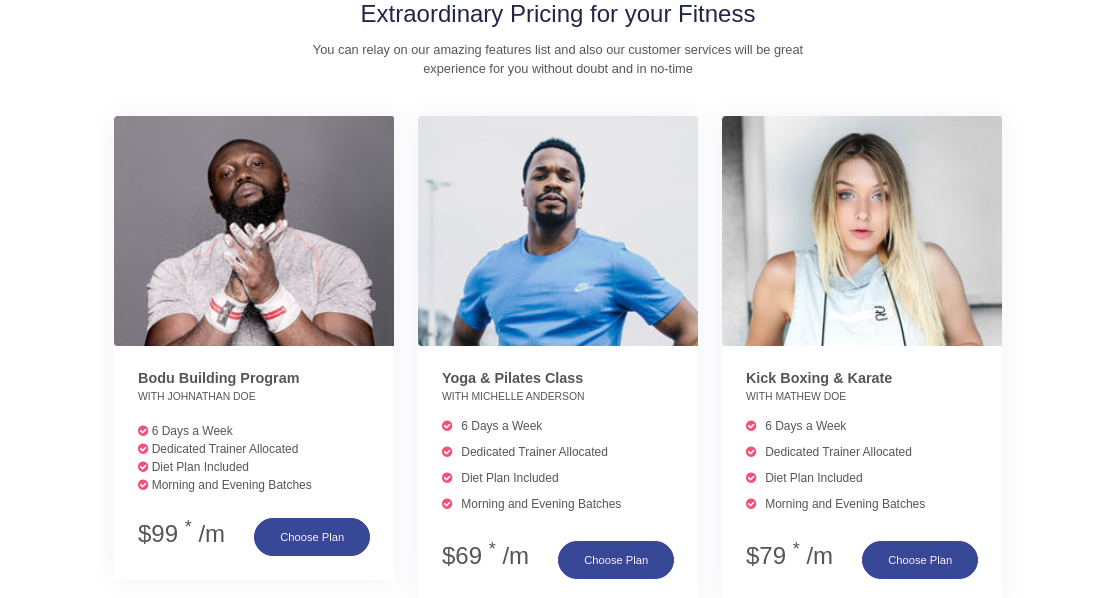 Extraordinary Pricing for your Fitness
You can relay on our amazing features list and also our customer services will be great
experience for you without doubt and in no-time
Bodu Building Program
WITH JOHNATHAN DOE
6 Days a Week
Dedicated Trainer Allocated
Diet Plan Included
Morning and Evening Batches
$99 * /m
Choose Plan
Yoga & Pilates Class
WITH MICHELLE ANDERSON
6 Days a Week
Dedicated Trainer Allocated
Diet Plan Included
Morning and Evening Batches
$69 * /m
Choose Plan
Kick Boxing & Karate
WITH MATHEW DOE
6 Days a Week
Dedicated Trainer Allocated
Diet Plan Included
Morning and Evening Batches
$79 * /m
Choose Plan